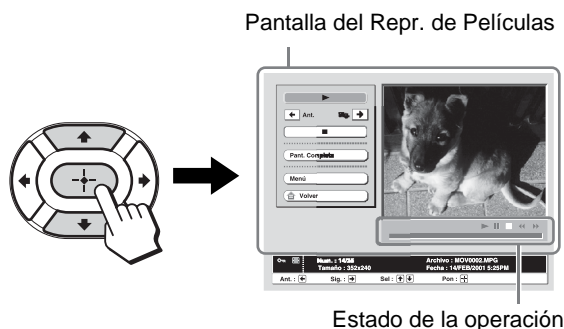 Pantalla del Repr. de Películas
Ant.
Pant. Completa
Menú
Volver
Num. : 14/38 Archivo : MOV0002.MPG
Tamaño : 352x240 Fecha : 14/FEB/2001 5:25PM
Ant. : Sig. : Sel : Pon :
Estado de la operación